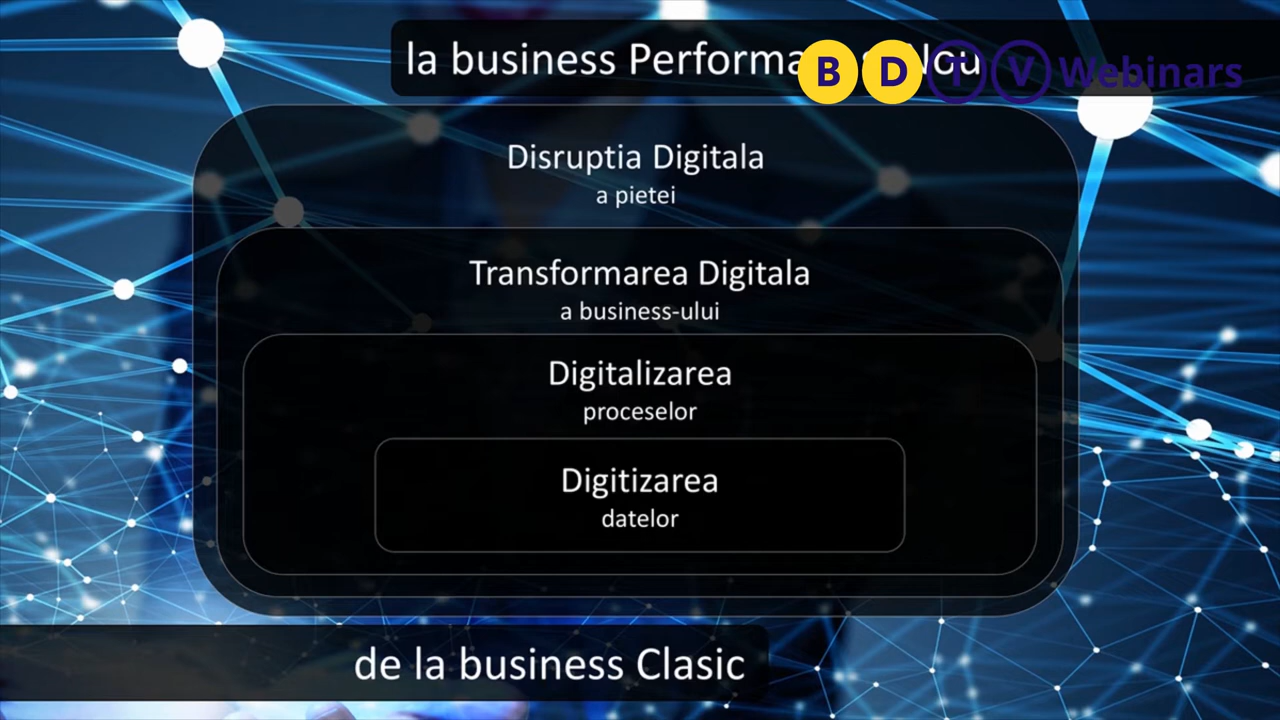 la business Performa Nou
B D T V Webinars
Disruptia Digitala
a pietei
Transformarea Digitala
a business-ului
Digitalizarea
proceselor
Digitizarea
datelor
de la business Clasic